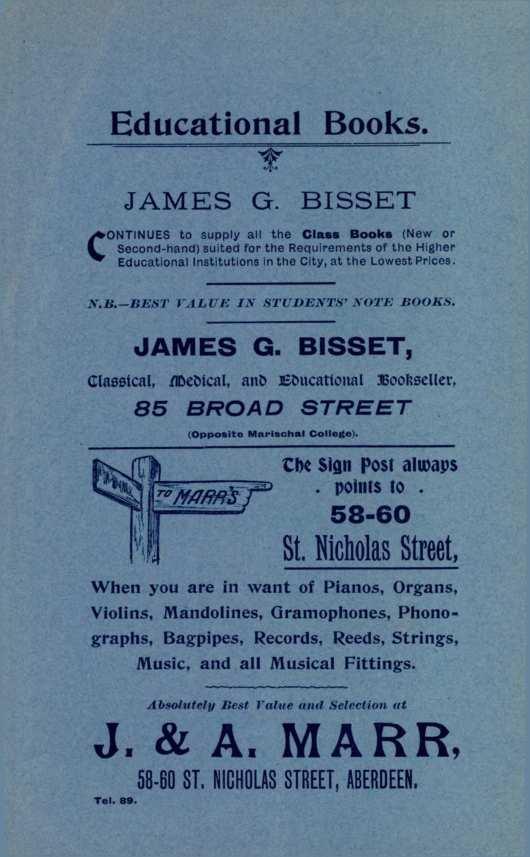 Educational Books.
JAMES G. BISSET
CONTINUES to supply all the Class Books (New or
Second-hand) suited for the Requirements of the Higher
Educational Institutions in the City, at the Lowest Prices.
N.B.—BEST VALUE IN STUDENTS' NOTE BOOKS.
JAMES G. BISSET,
Classical, Medical, and Educational Bookseller,
85 BROAD STREET
(Opposite Marischal College).
TO MARR'S
The Sign Post always
. points to .
58-60
St. Nicholas Street,
When you are in want of Pianos, Organs,
Violins, Mandolines, Gramophones, Phono-
graphs, Bagpipes, Records, Reeds, Strings,
Music, and all Musical Fittings.
Absolutely Best Value and Selection at
J. & A. MARR,
58-60 ST. NICHOLAS STREET, ABERDEEN.
Tel. 89.